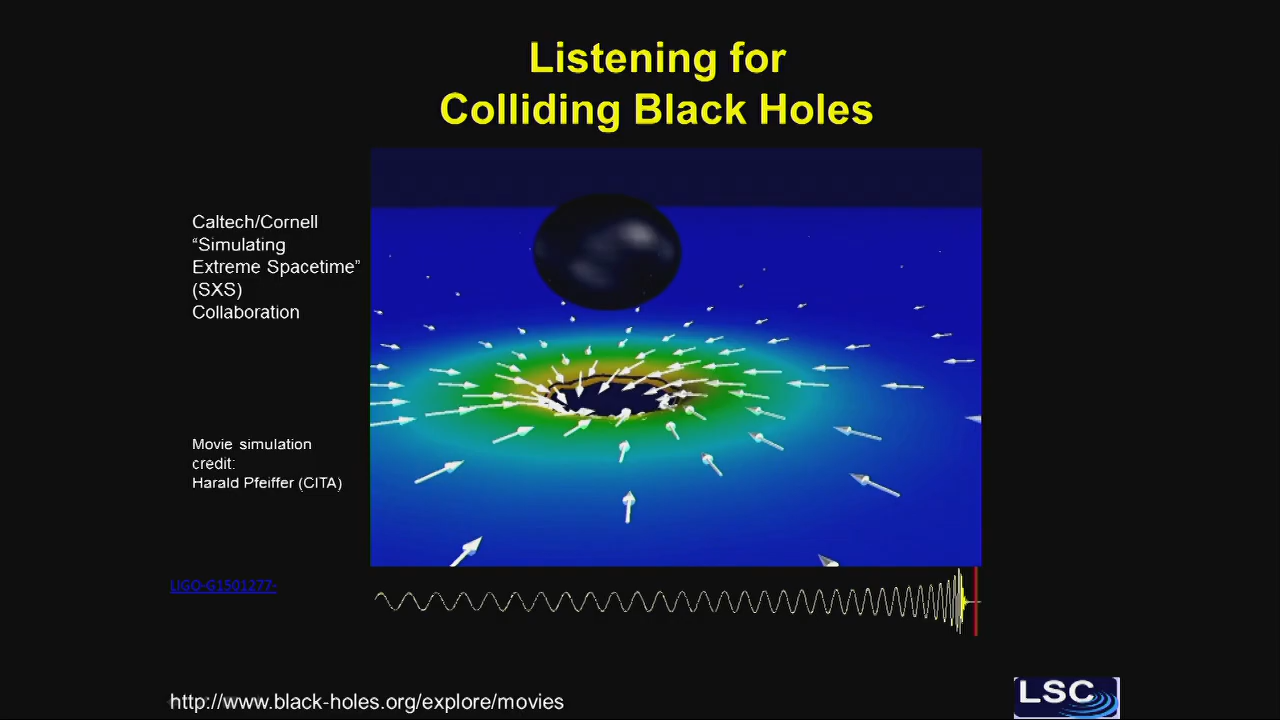 Listening for
Colliding Black Holes
Caltech/Cornell
“Simulating
Extreme Spacetime”
(SXS)
Collaboration
Movie simulation
credit:
Harald Pfeiffer (CITA)
LIGO-G1501277-
http://www.black-holes.org/explore/movies
LSC